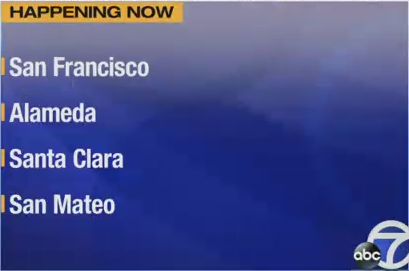 HAPPENING NOW
San Francisco
Alameda
Santa Clara
San Mateo
abc 7